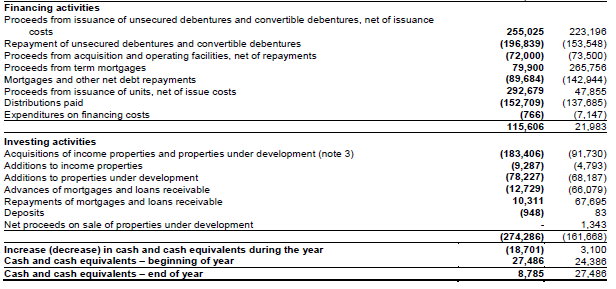 Financing activities
Proceeds from issuance of unsecured debentures and convertible debentures, net of issuance
costs 255,025 223,196
Repayment of unsecured debentures and convertible debentures (196,839) (153,548)
Proceeds from acquisition and operating facilities, net of repayments (72,000) (73,500)
Proceeds from term mortgages 79,900 265,756
Mortgages and other net debt repayments (89,684) (142,944)
Proceeds from issuance of units, net of issue costs 292,679 47,855
Distributions paid (152,709) (137,685)
Expenditures on financing costs (766) (7,147)
115,606 21,983
Investing activities
Acquisitions of income properties and properties under development (note 3) (183,406) (91,730)
Additions to income properties (9,287) (4,793)
Additions to properties under development (78,227) (68,187)
Advances of mortgages and loans receivable (12,729) (66,079)
Repayments of mortgages and loans receivable 10,311 67,695
Deposits (948) 83
Net proceeds on sale of properties under development - 1,343
(274,286) (161,668)
Increase (decrease) in cash and cash equivalents during the year (18,701) 3,100
Cash and cash equivalents – beginning of year 27,486 24,386
Cash and cash equivalents – end of year 8,785 27,486